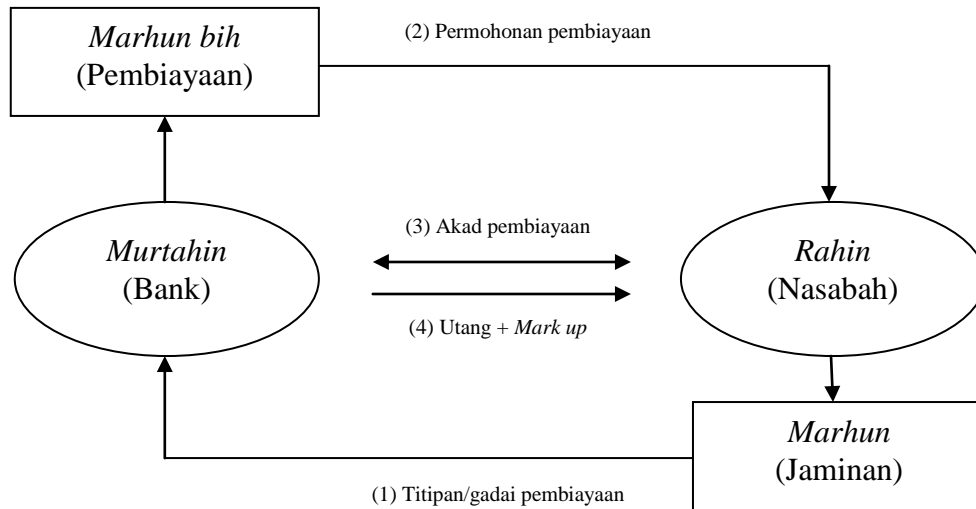 Marhun bih
(Pembiayaan)
(2) Permohonan pembiayaan
Murtahin
(Bank)
(3) Akad pembiayaan
(4) Utang + Mark up
Rahin
(Nasabah)
Marhun
(Jaminan)
(1) Titipan/gadai pembiayaan